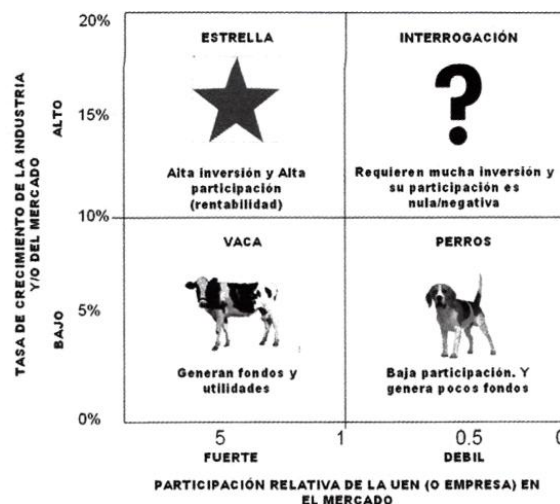 TASA DE CRECIMIENTO DE LA INDUSTRIA
Y/O DEL MERCADO
ALTO
BAJO
20%
15%
10%
5%
0%
ESTRELLA
Alta inversión y Alta
participación
(rentabilidad)
INTERROGACIÓN
?
Requieren mucha inversión y
su participación es
nula/negativa
VACA
Generan fondos y
utilidades
PERROS
Baja participación. Y
genera pocos fondos
5 1 0.5 0
FUERTE DEBIL
PARTICIPACIÓN RELATIVA DE LA UEN (O EMPRESA) EN
EL MERCADO